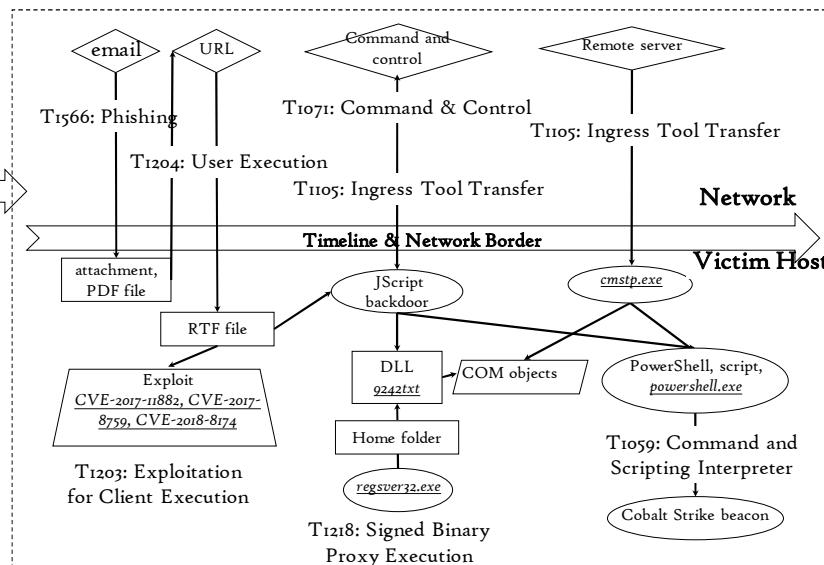 email
URL
Command and
control
Remote server
T1566: Phishing
T1071: Command & Control
T1105: Ingress Tool Transfer
T1204: User Execution
T1105: Ingress Tool Transfer
Network
Timeline & Network Border
Victim Host
attachment,
PDF file
JScript
backdoor
cmstp.exe
RTF file
Exploit
CVE-2017-11882, CVE-2017-
8759, CVE-2018-8174
DLL
9242txt
COM objects
PowerShell, script,
powershell.exe
Home folder
T1203: Exploitation
for Client Execution
T1059: Command and
Scripting Interpreter
regsver32.exe
Cobalt Strike beacon
T1218: Signed Binary
Proxy Execution